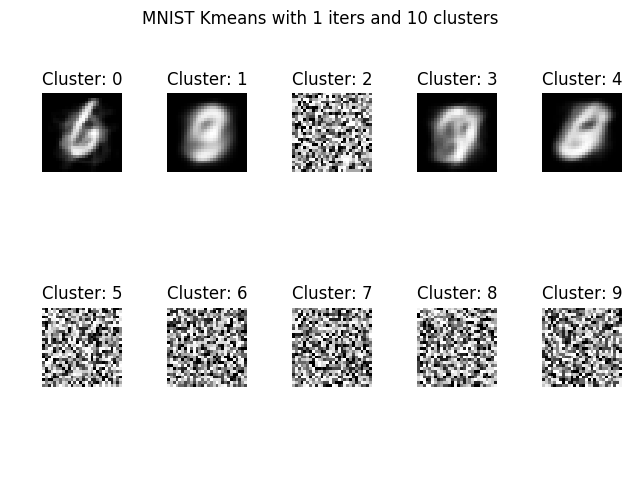 MNIST Kmeans with 1 iters and 10 clusters
Cluster: 0 Cluster: 1 Cluster: 2 Cluster: 3 Cluster: 4
Cluster: 5 Cluster: 6 Cluster: 7 Cluster: 8 Cluster: 9